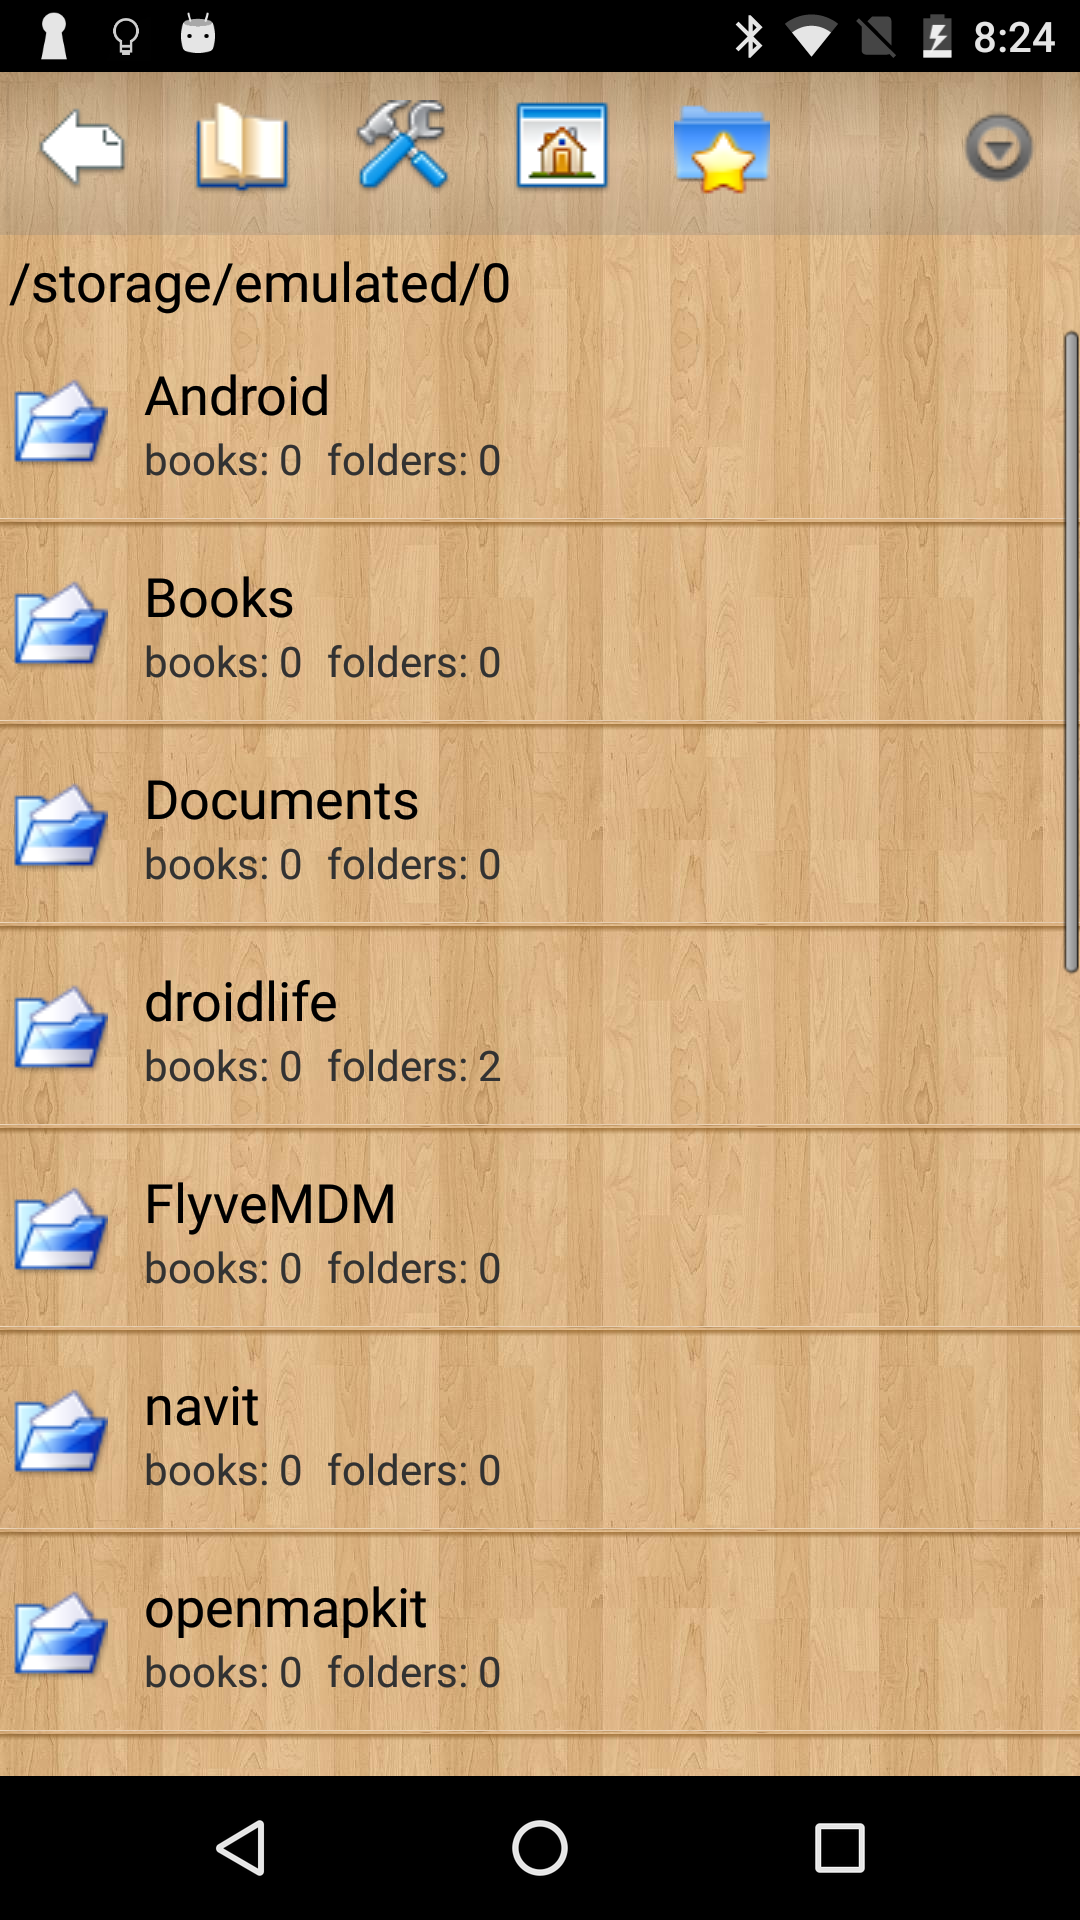 8:24
/storage/emulated/0
Android
books: 0 folders: 0
Books
books: 0 folders: 0
Documents
books: 0 folders: 0
droidlife
books: 0 folders: 2
FlyveMDM
books: 0 folders: 0
navit
books: 0 folders: 0
openmapkit
books: 0 folders: 0